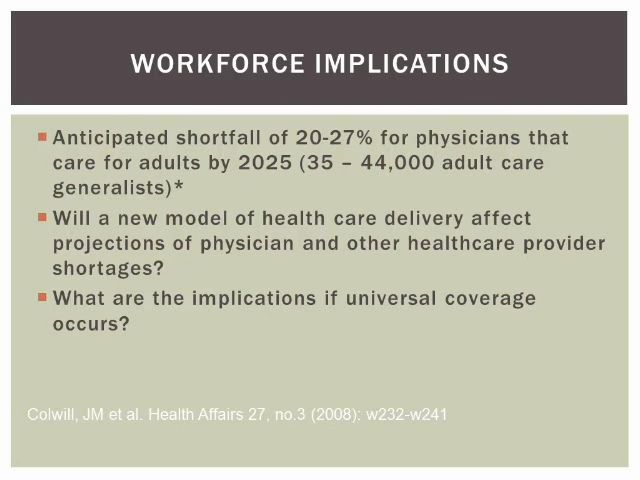 WORKFORCE IMPLICATIONS
Anticipated shortfall of 20-27% for physicians that
care for adults by 2025 (35 – 44,000 adult care
generalists)*
Will a new model of health care delivery affect
projections of physician and other healthcare provider
shortages?
What are the implications if universal coverage
occurs?
Colwill, JM et al. Health Affairs 27, no.3 (2008): w232-w241